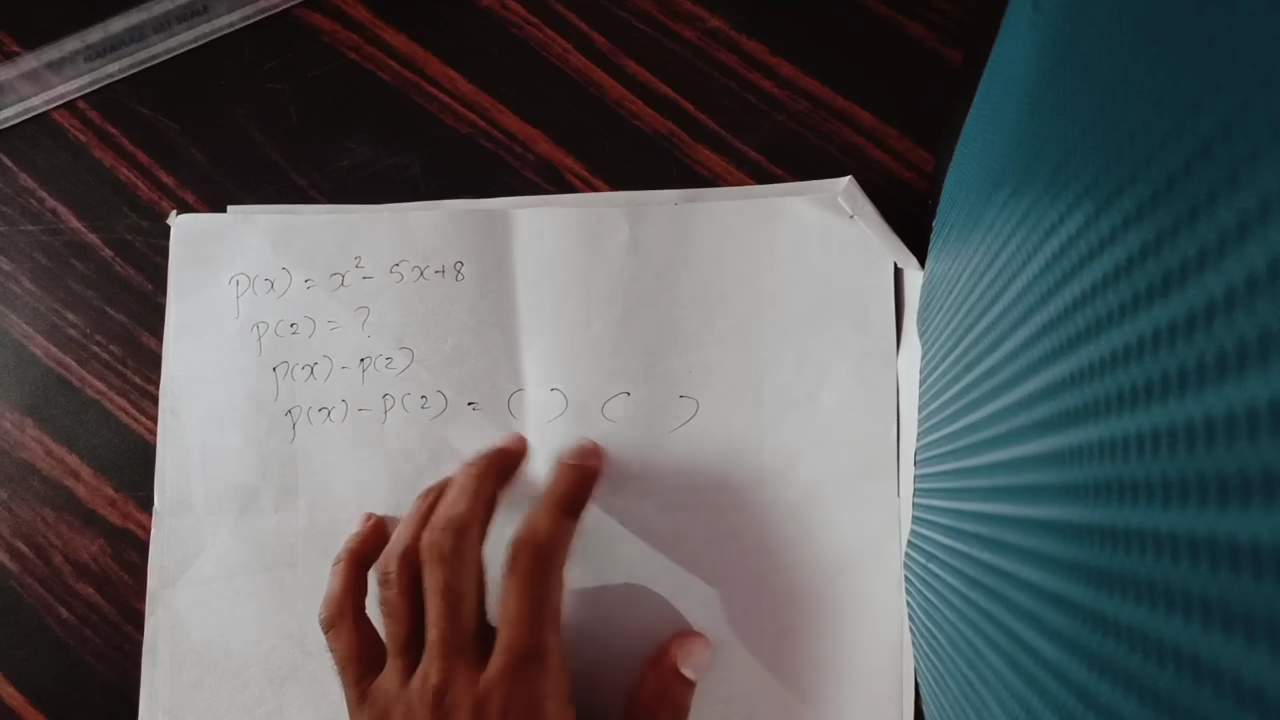 p(x) = x² - 5x+8
p(2) = ?
p(x) - p(2)
p(x) - p(2) = ( ) ( )